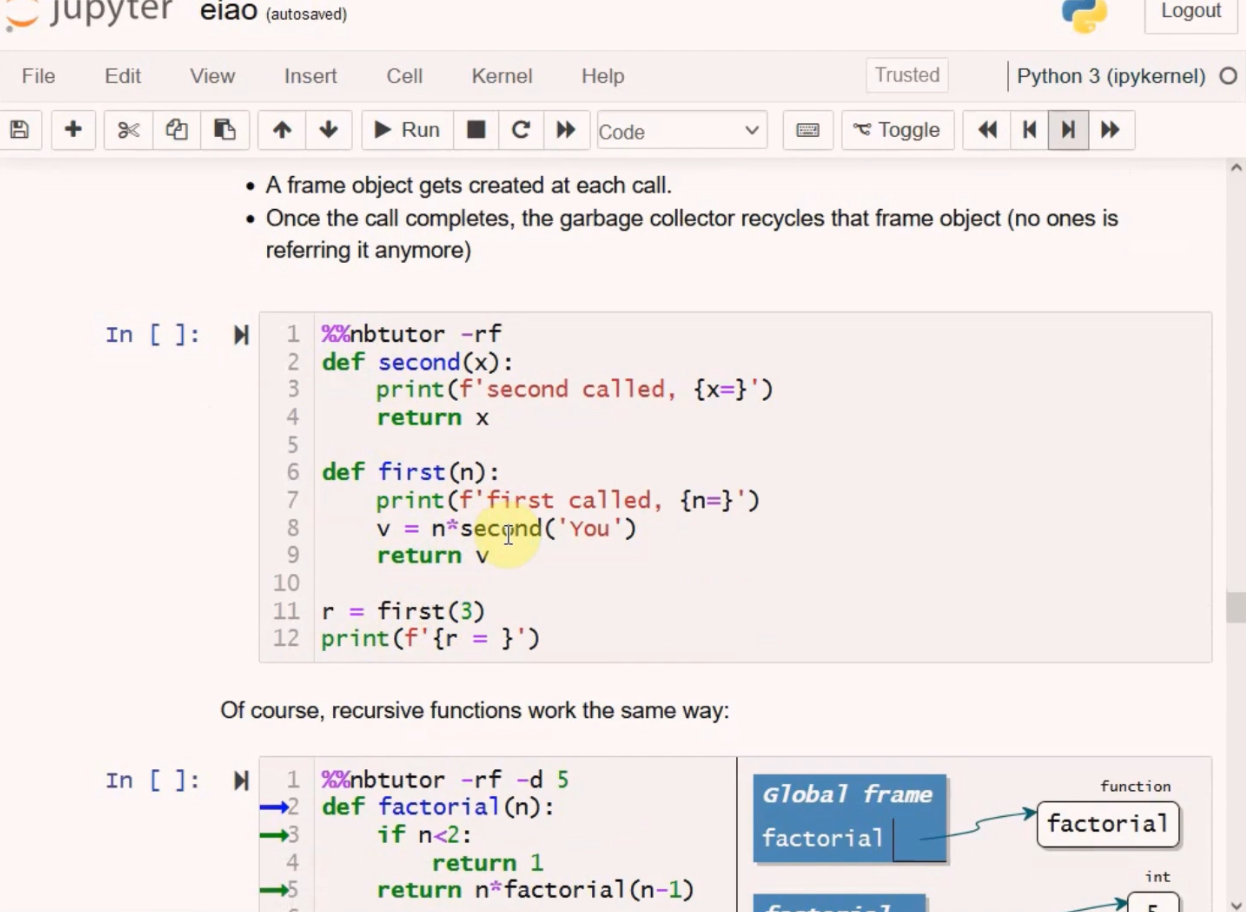 jupyter eiao (autosaved) Logout
File Edit View Insert Cell Kernel Help Trusted Python 3 (ipykernel)
Run Code Toggle
• A frame object gets created at each call.
• Once the call completes, the garbage collector recycles that frame object (no ones is
referring it anymore)
In [ ]: 1 %%nbtutor -rf
2 def second(x):
3 print(f'second called, {x=}')
4 return x
5
6 def first(n):
7 print(f'first called, {n=}')
8 v = n*second('You')
9 return v
10
11 r = first(3)
12 print(f'{r = }')
Of course, recursive functions work the same way:
In [ ]: 1 %%nbtutor -rf -d 5
2 def factorial(n):
3 if n<2:
4 return 1
5 return n*factorial(n-1)
Global frame
factorial
function
factorial
int
5
factorial